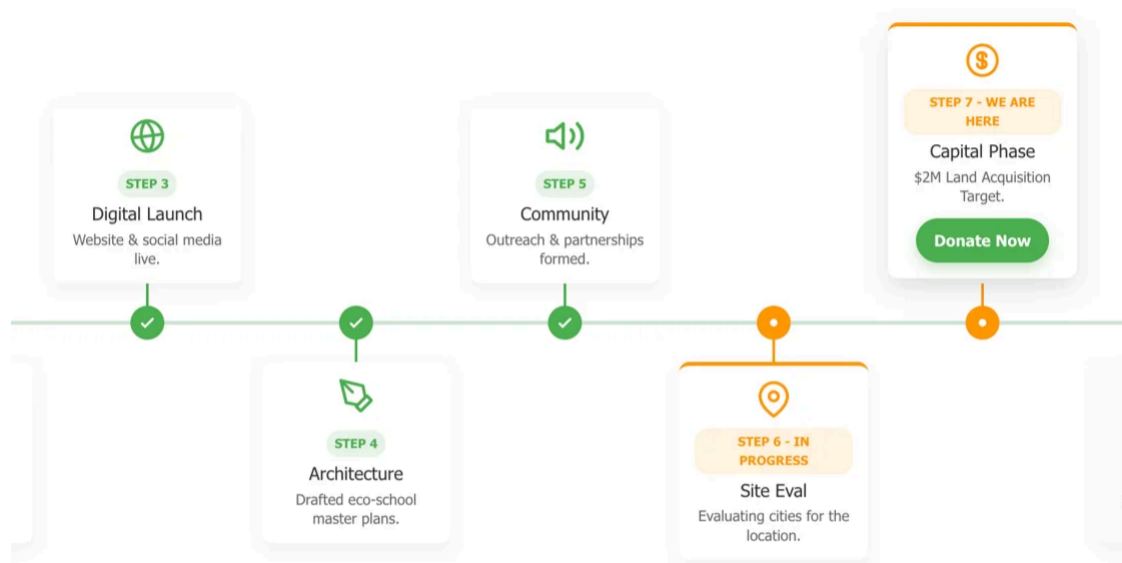 STEP 3
Digital Launch
Website & social media
live.
STEP 4
Architecture
Drafted eco-school
master plans.
STEP 5
Community
Outreach & partnerships
formed.
STEP 6 - IN
PROGRESS
Site Eval
Evaluating cities for the
location.
STEP 7 - WE ARE
HERE
Capital Phase
$2M Land Acquisition
Target.
Donate Now